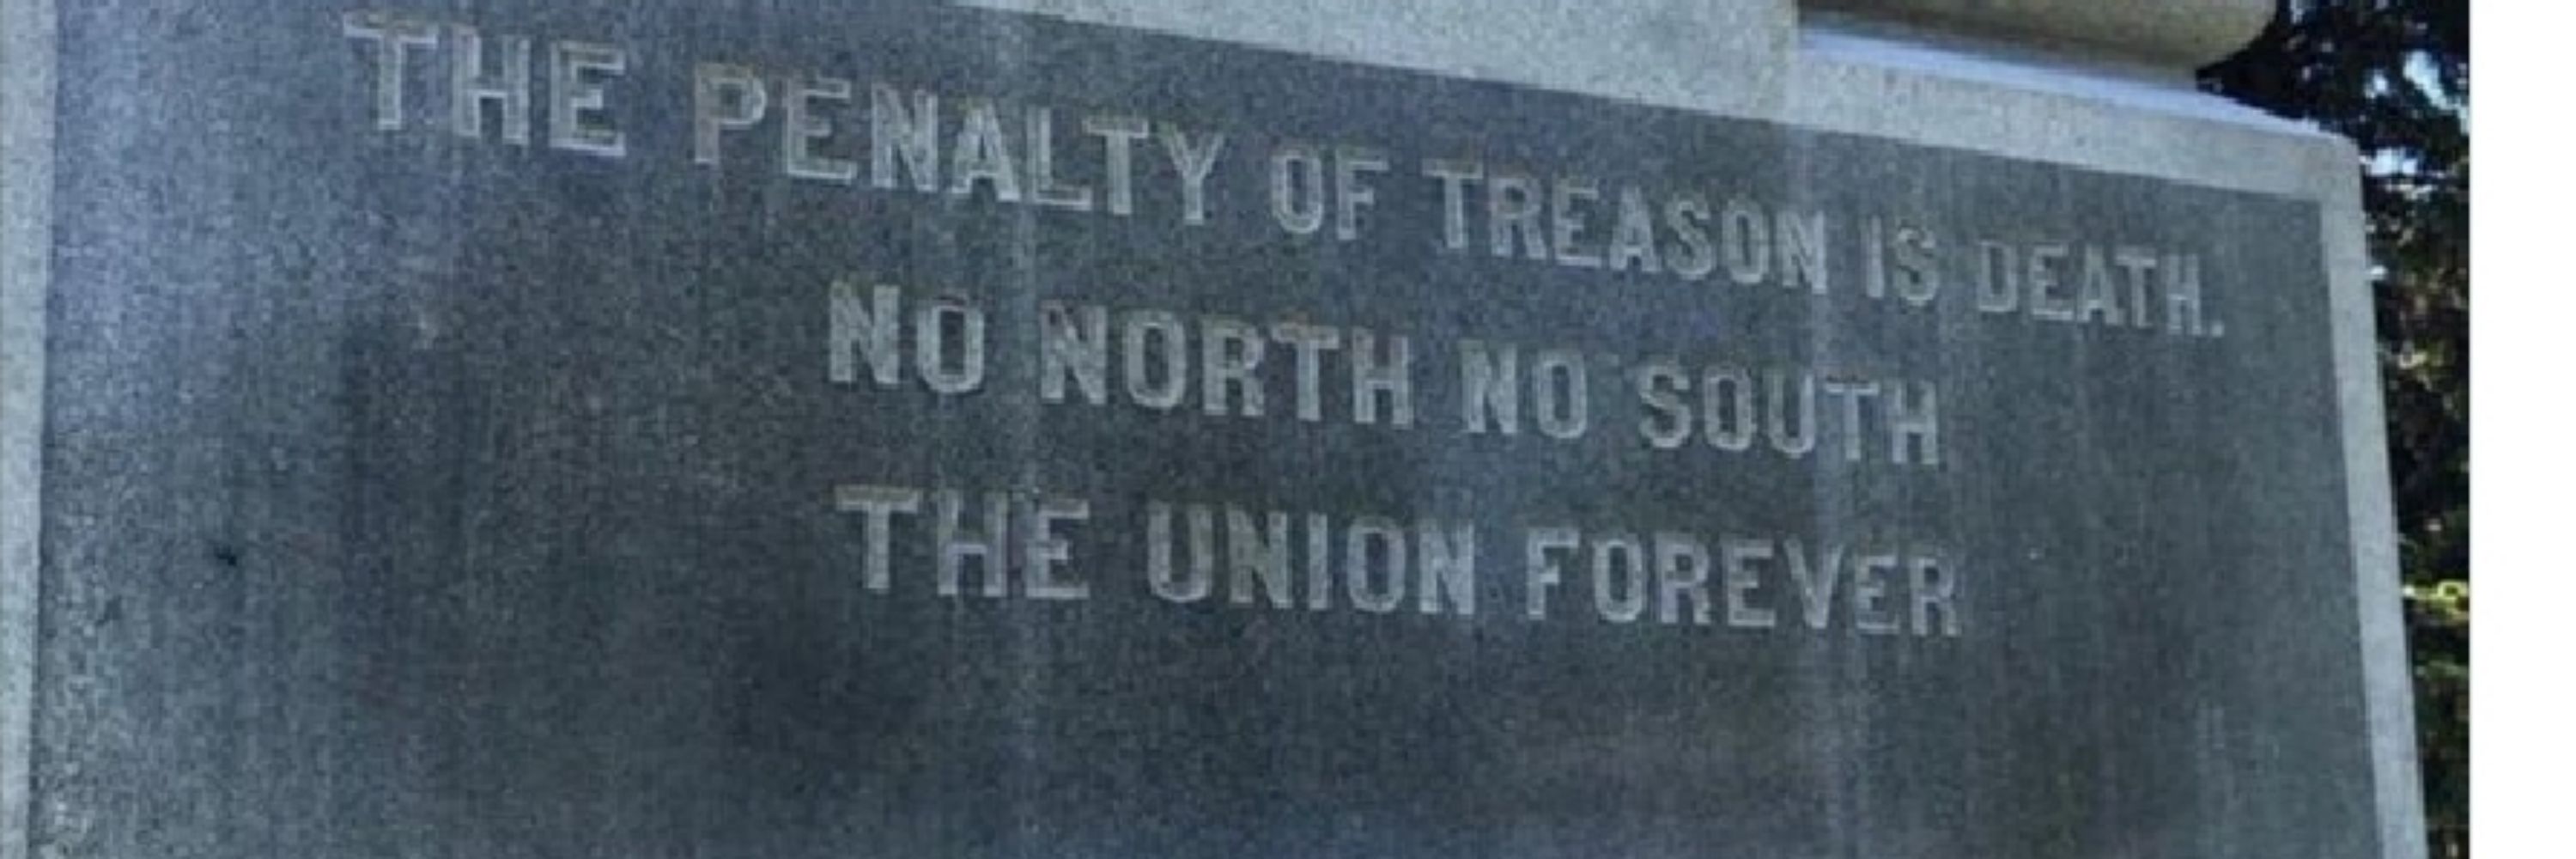 THE PENALTY OF TREASON IS DEATH.
NO NORTH NO SOUTH
THE UNION FOREVER